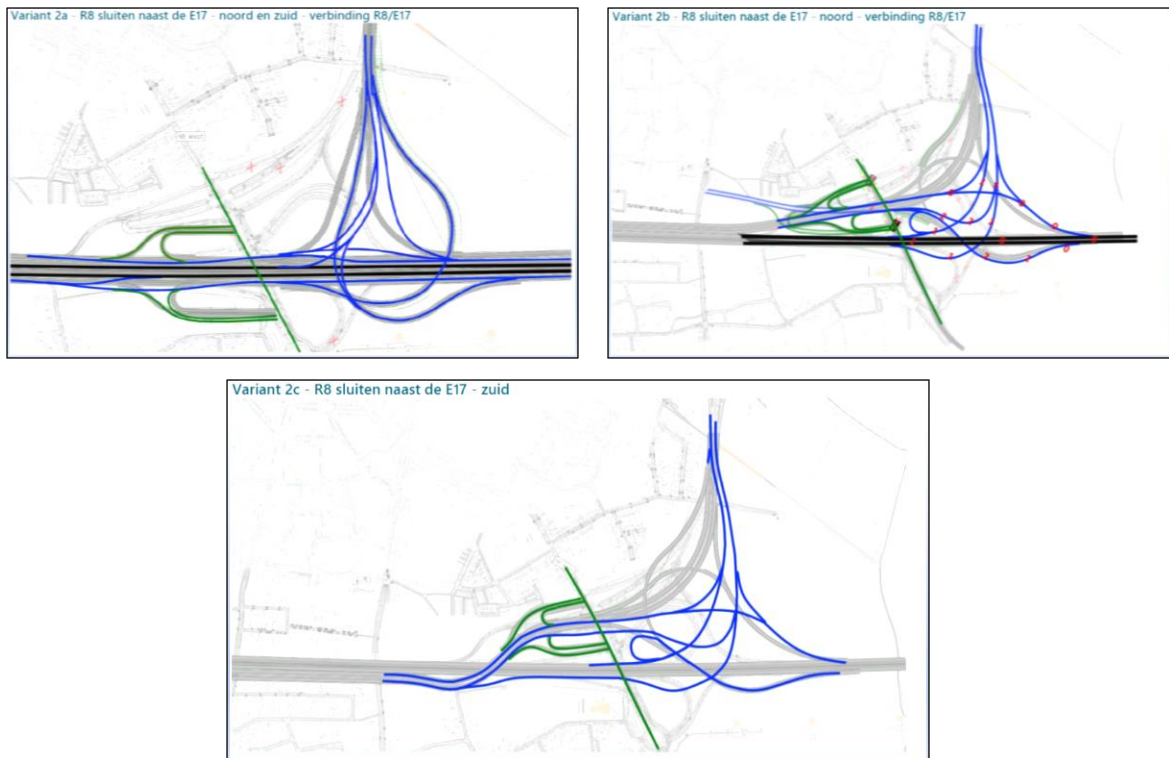 Variant 2a - R8 sluiten naast de E17 - noord en zuid - verbinding R8/E17
Variant 2b - R8 sluiten naast de E17 - noord - verbinding R8/E17
Variant 2c - R8 sluiten naast de E17 - zuid